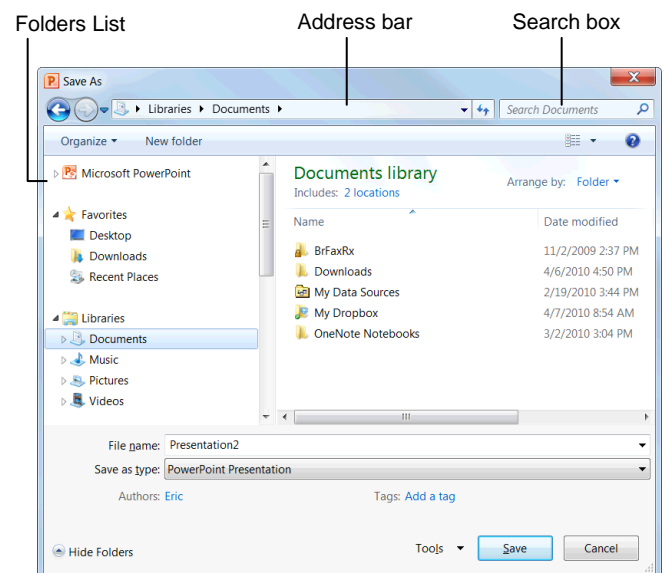 Folders List Address bar Search box
Save As
Libraries Documents Search Documents
Organize New folder
Microsoft PowerPoint
Favorites
Desktop
Downloads
Recent Places
Libraries
Documents
Music
Pictures
Videos
Documents library
Includes: 2 locations
Arrange by: Folder
Name Date modified
BrFaxRx 11/2/2009 2:37 PM
Downloads 4/6/2010 4:50 PM
My Data Sources 2/19/2010 3:44 PM
My Dropbox 4/7/2010 8:54 AM
OneNote Notebooks 3/2/2010 3:04 PM
File name: Presentation2
Save as type: PowerPoint Presentation
Authors: Eric Tags: Add a tag
Hide Folders Tools Save Cancel